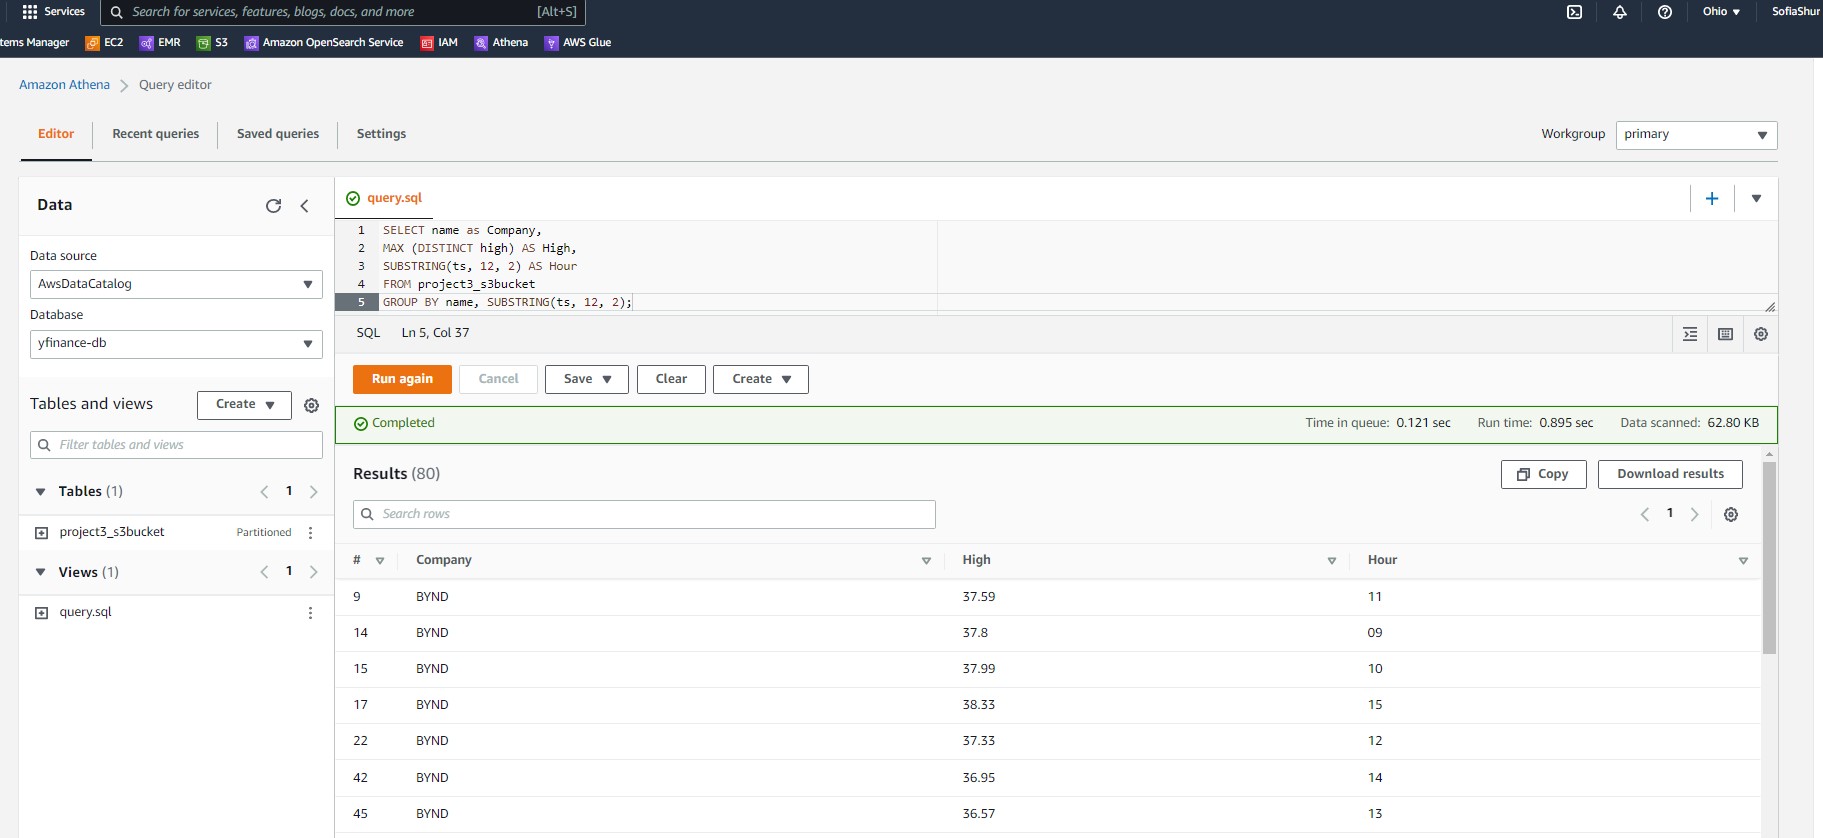 Services
Search for services, features, blogs, docs, and more [Alt+S]
Ohio
SofiaShur
tems Manager EC2 EMR S3 Amazon OpenSearch Service IAM Athena AWS Glue
Amazon Athena Query editor
Editor Recent queries Saved queries Settings
Workgroup primary
Data
Data source
AwsDataCatalog
Database
yfinance-db
Tables and views Create
Filter tables and views
Tables (1) 1
project3_s3bucket Partitioned
Views (1) 1
query.sql
query.sql
1 SELECT name as Company,
2 MAX (DISTINCT high) AS High,
3 SUBSTRING(ts, 12, 2) AS Hour
4 FROM project3_s3bucket
5 GROUP BY name, SUBSTRING(ts, 12, 2);
SQL Ln 5, Col 37
Run again Cancel Save Clear Create
Completed Time in queue: 0.121 sec Run time: 0.895 sec Data scanned: 62.80 KB
Results (80) Copy Download results
Search rows 1
# Company High Hour
9 BYND 37.59 11
14 BYND 37.8 09
15 BYND 37.99 10
17 BYND 38.33 15
22 BYND 37.33 12
42 BYND 36.95 14
45 BYND 36.57 13